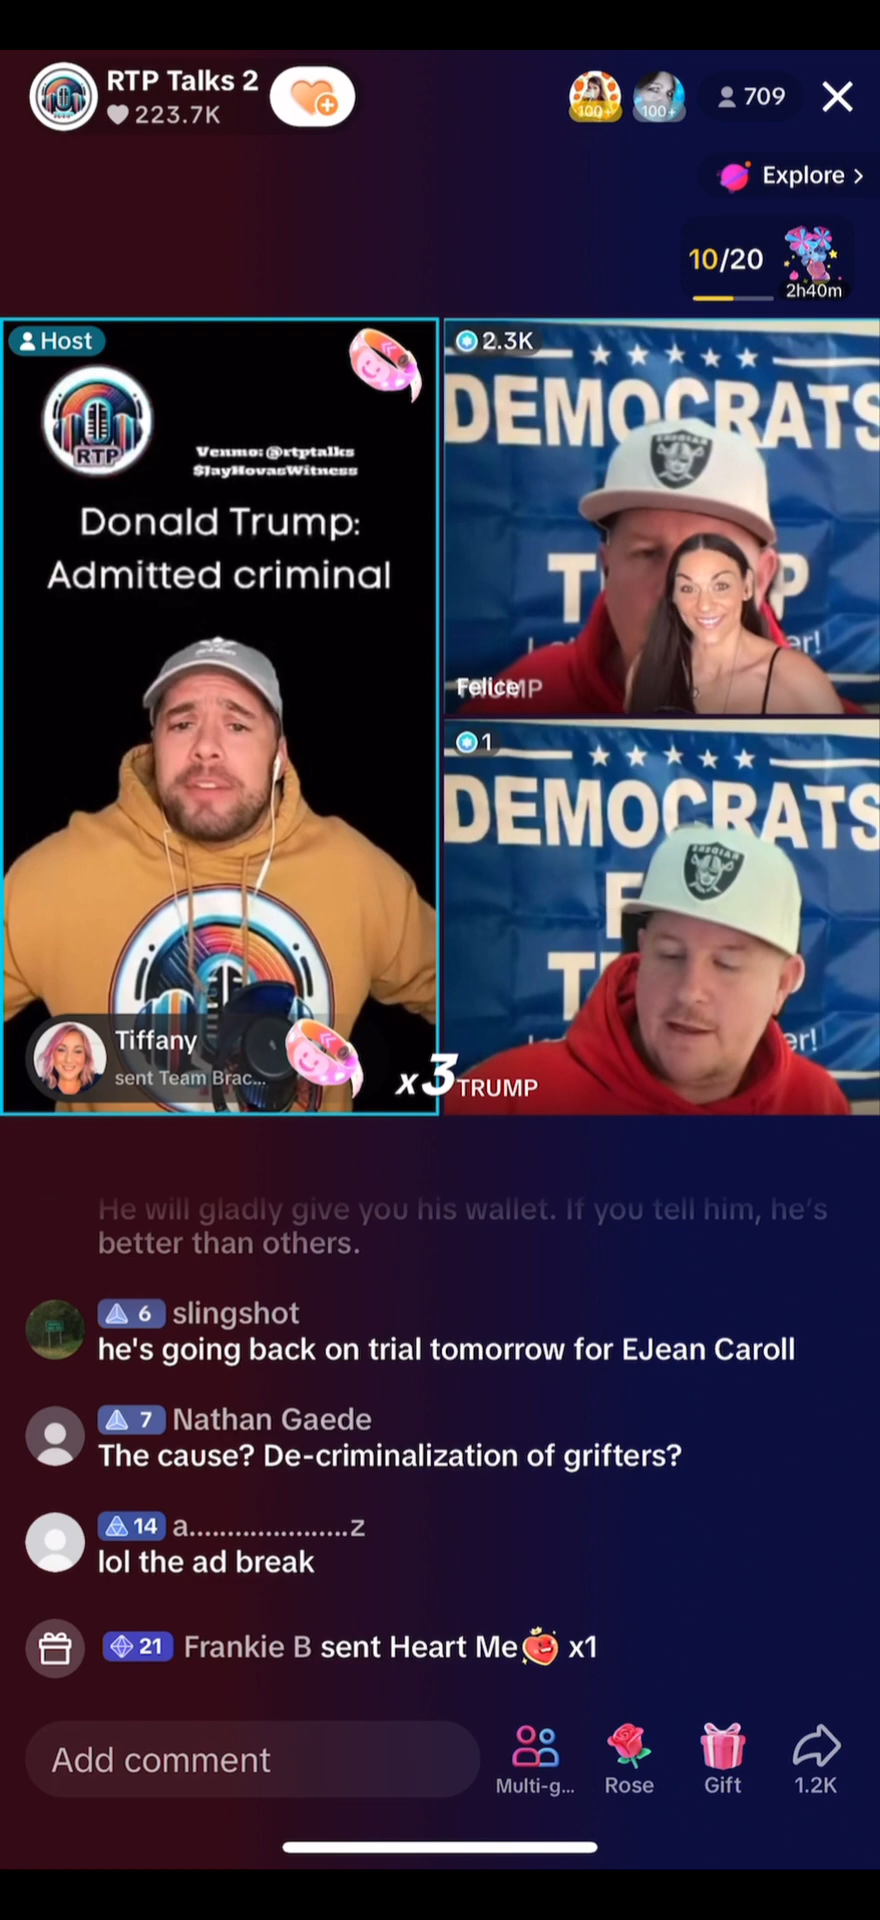 RTP Talks 2
223.7K
100+
100+
709
Explore >
10/20
2h40m
Host
RTP
Venmo: @rtptalks
$JayHovasWitness
Donald Trump:
Admitted criminal
Tiffany
sent Team Brac...
x3
2.3K
DEMOCRATS
Felice
1
DEMOCRATS
TRUMP
He will gladly give you his wallet. If you tell him, he's
better than others.
6 slingshot
he's going back on trial tomorrow for EJean Caroll
7 Nathan Gaede
The cause? De-criminalization of grifters?
14 a.....................z
lol the ad break
21 Frankie B sent Heart Me x1
Add comment
Multi-g...
Rose
Gift
1.2K